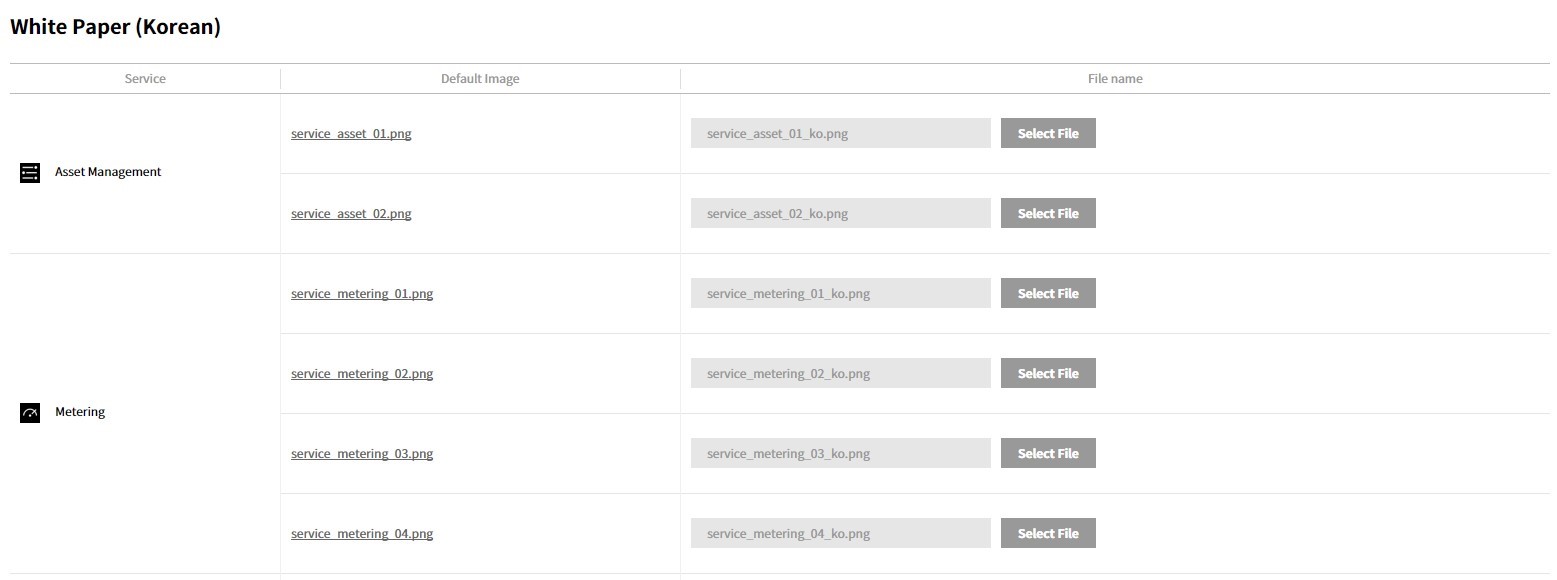 White Paper (Korean)
Service Default Image File name
service_asset_01.png service_asset_01_ko.png Select File
Asset Management
service_asset_02.png service_asset_02_ko.png Select File
service_metering_01.png service_metering_01_ko.png Select File
service_metering_02.png service_metering_02_ko.png Select File
Metering
service_metering_03.png service_metering_03_ko.png Select File
service_metering_04.png service_metering_04_ko.png Select File